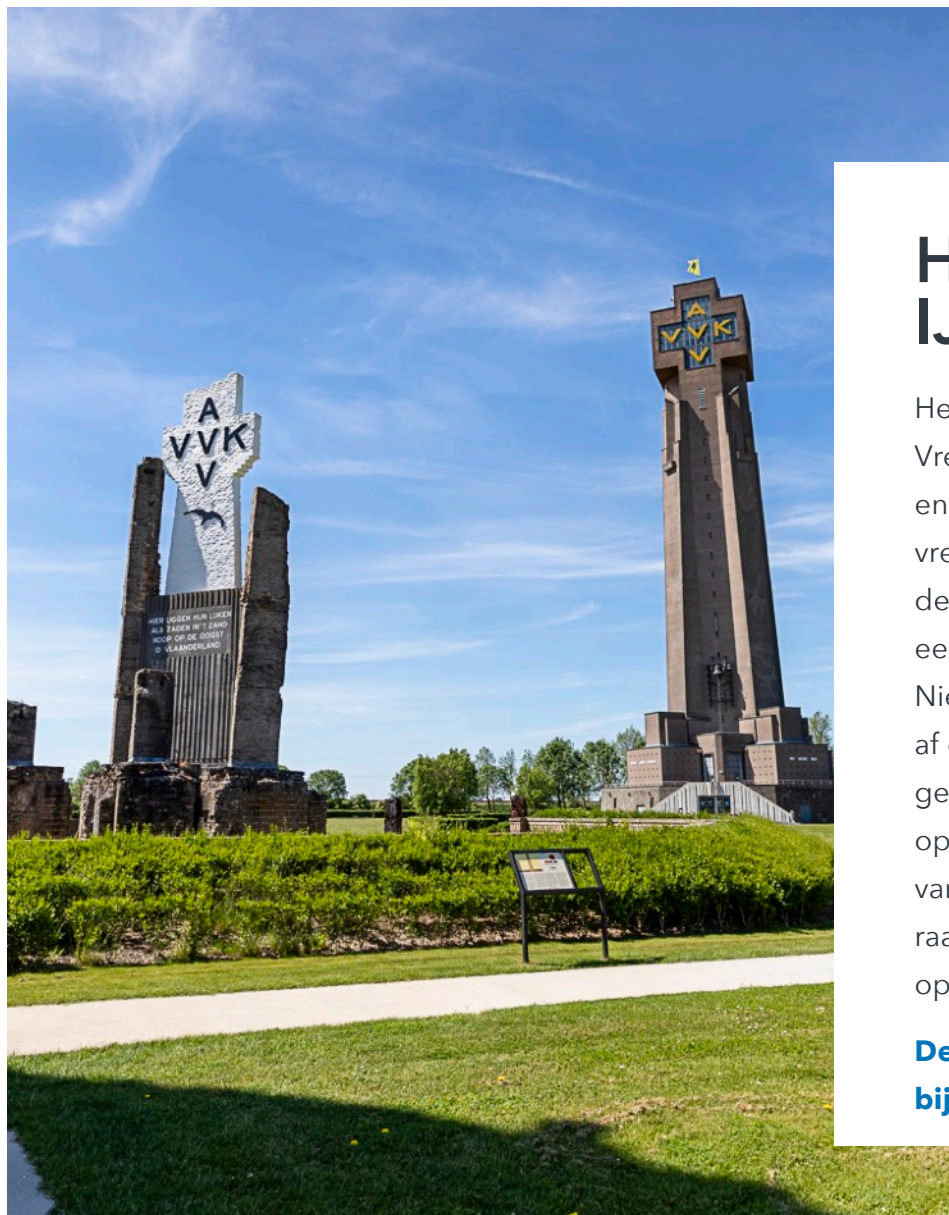 A
VVK
V
HIER LIGGEN HUN LIJKEN
ALS ZADEN IN 'T ZAND
HOOP OP DE OOGST
O VLAANDERLAND
A
VVK
V
H
IJ
He
Vre
en
vre
de
ee
Nie
af
ge
op
van
raa
op
De
bij